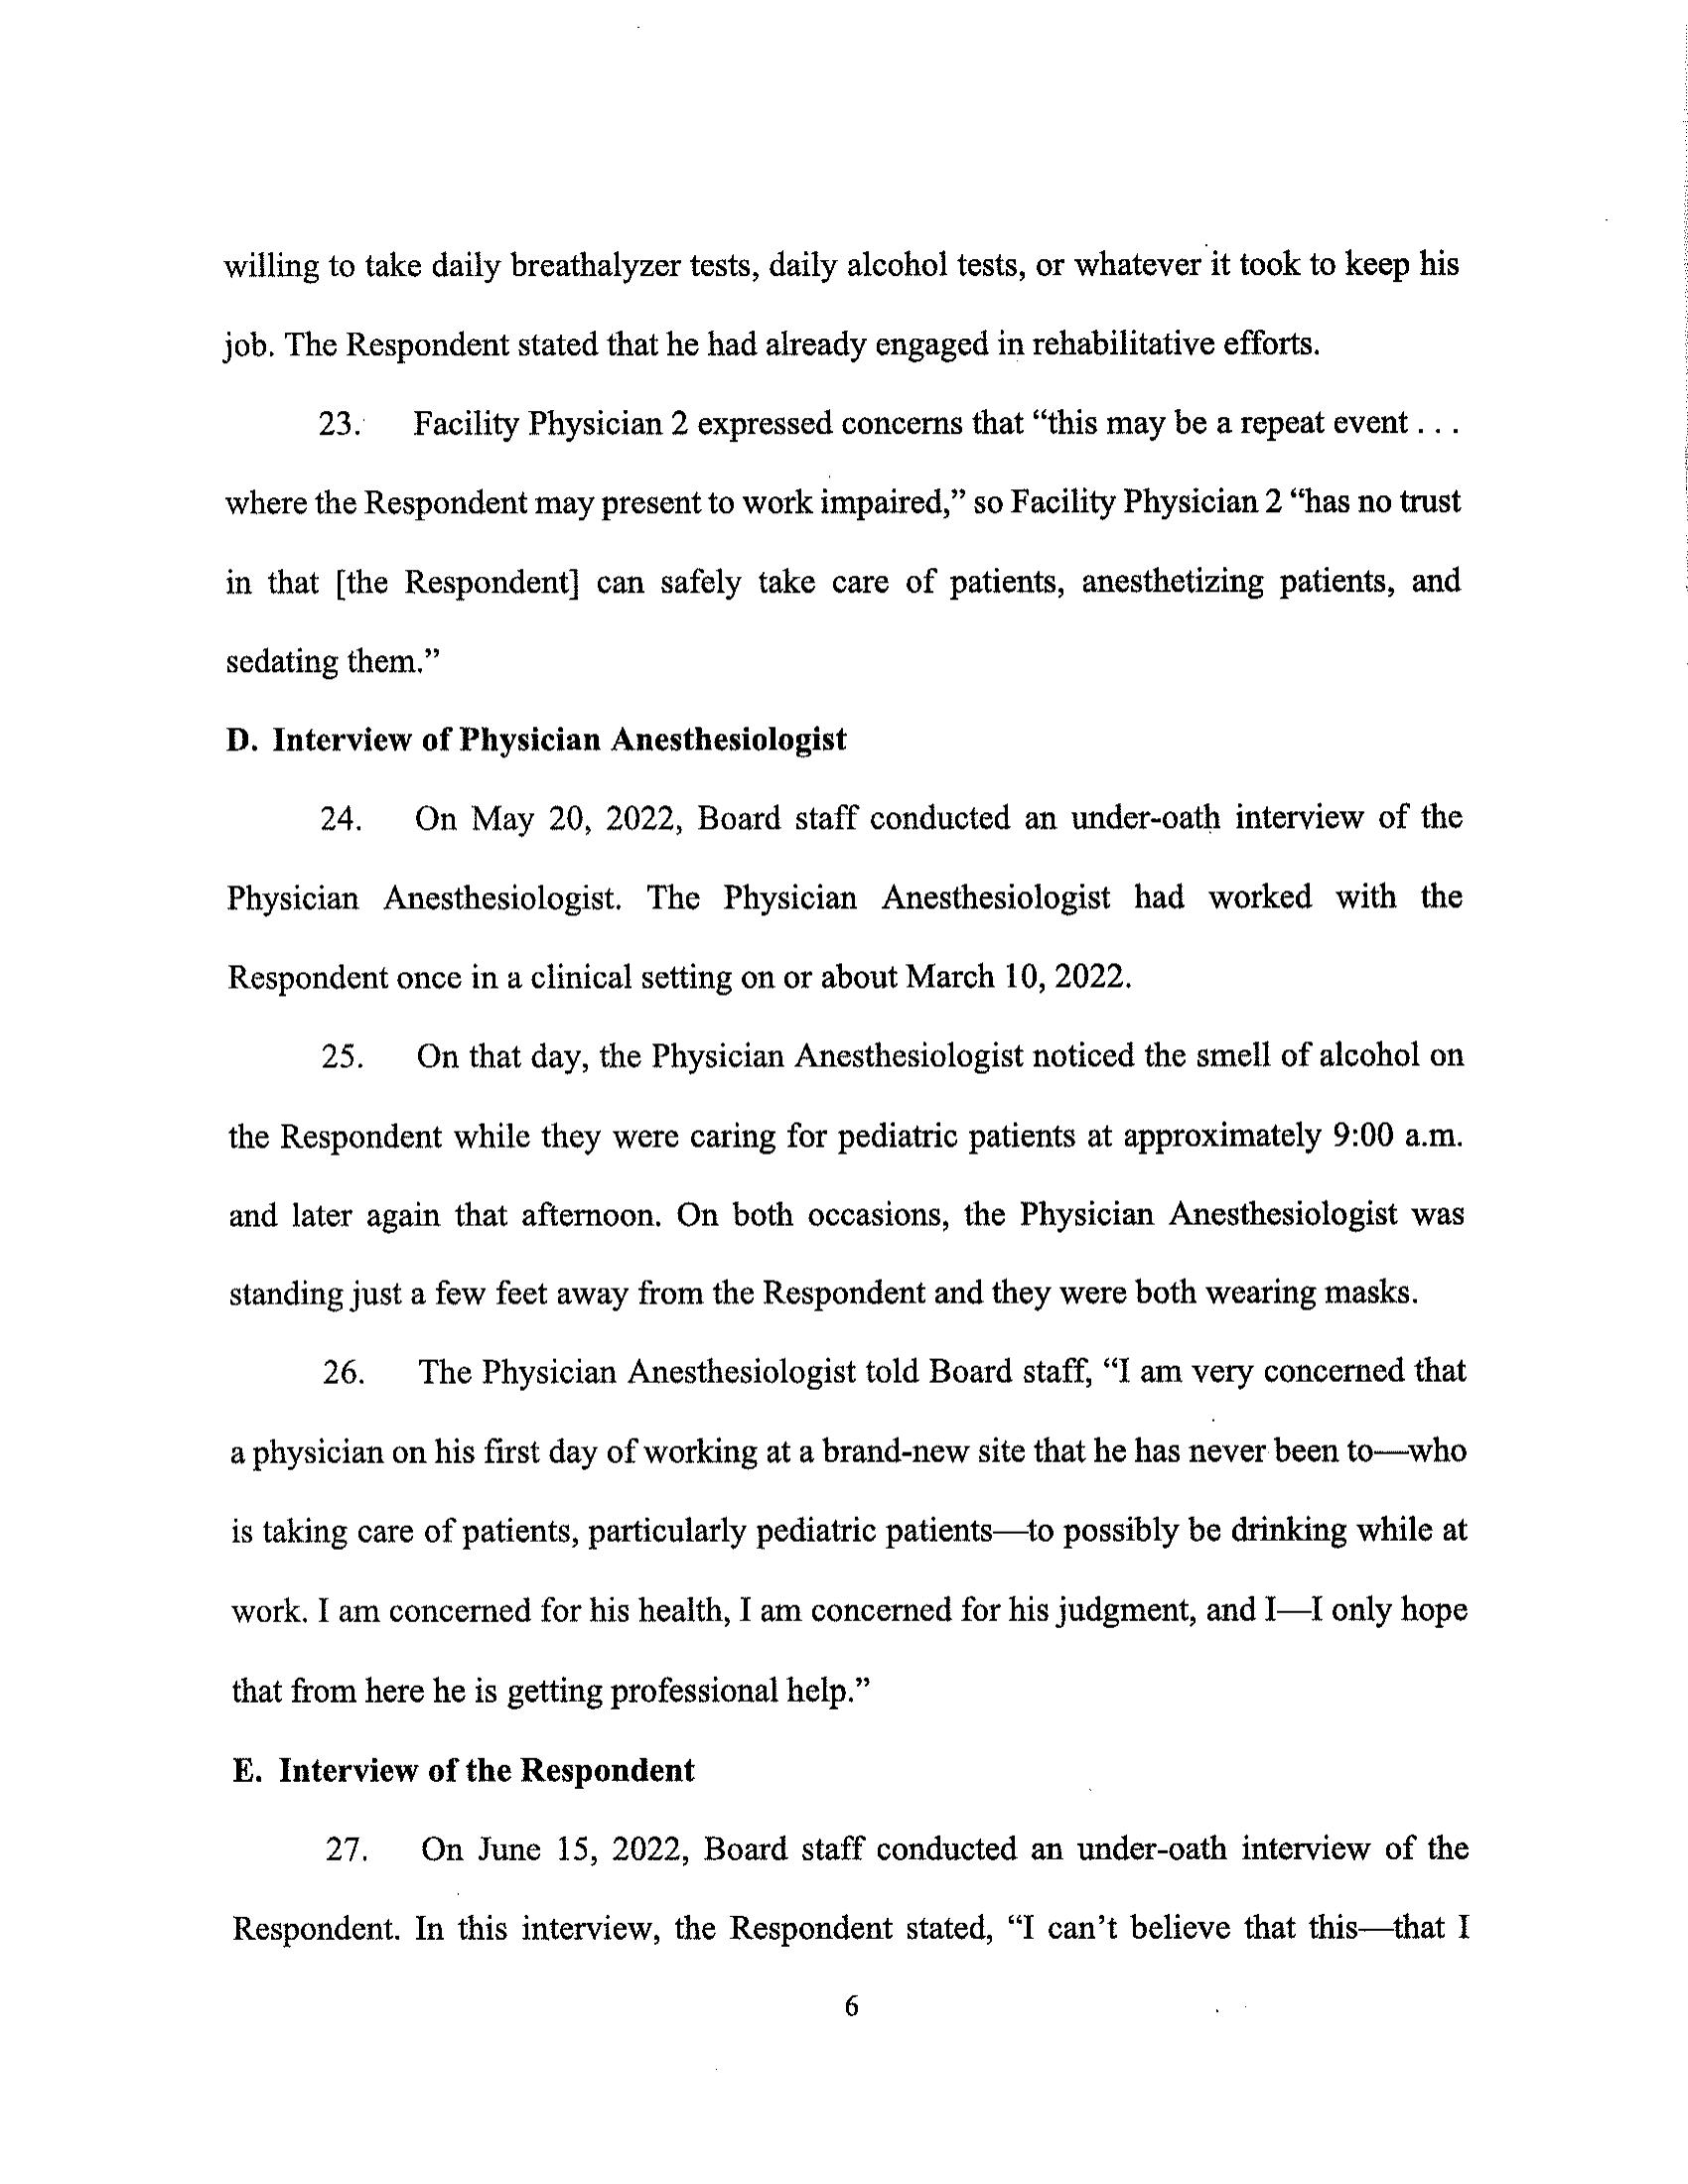 willing to take daily breathalyzer tests, daily alcohol tests, or whatever it took to keep his
job. The Respondent stated that he had already engaged in rehabilitative efforts.
23. Facility Physician 2 expressed concerns that “this may be a repeat event . . .
where the Respondent may present to work impaired,” so Facility Physician 2 “has no trust
in that [the Respondent] can safely take care of patients, anesthetizing patients, and
sedating them.”
D. Interview of Physician Anesthesiologist
24. On May 20, 2022, Board staff conducted an under-oath interview of the
Physician Anesthesiologist. The Physician Anesthesiologist had worked with the
Respondent once in a clinical setting on or about March 10, 2022.
25. On that day, the Physician Anesthesiologist noticed the smell of alcohol on
the Respondent while they were caring for pediatric patients at approximately 9:00 a.m.
and later again that afternoon. On both occasions, the Physician Anesthesiologist was
standing just a few feet away from the Respondent and they were both wearing masks.
26. The Physician Anesthesiologist told Board staff, “I am very concerned that
a physician on his first day of working at a brand-new site that he has never been to—who
is taking care of patients, particularly pediatric patients—to possibly be drinking while at
work. I am concerned for his health, I am concerned for his judgment, and I—I only hope
that from here he is getting professional help.”
E. Interview of the Respondent
27. On June 15, 2022, Board staff conducted an under-oath interview of the
Respondent. In this interview, the Respondent stated, “I can’t believe that this—that I
6